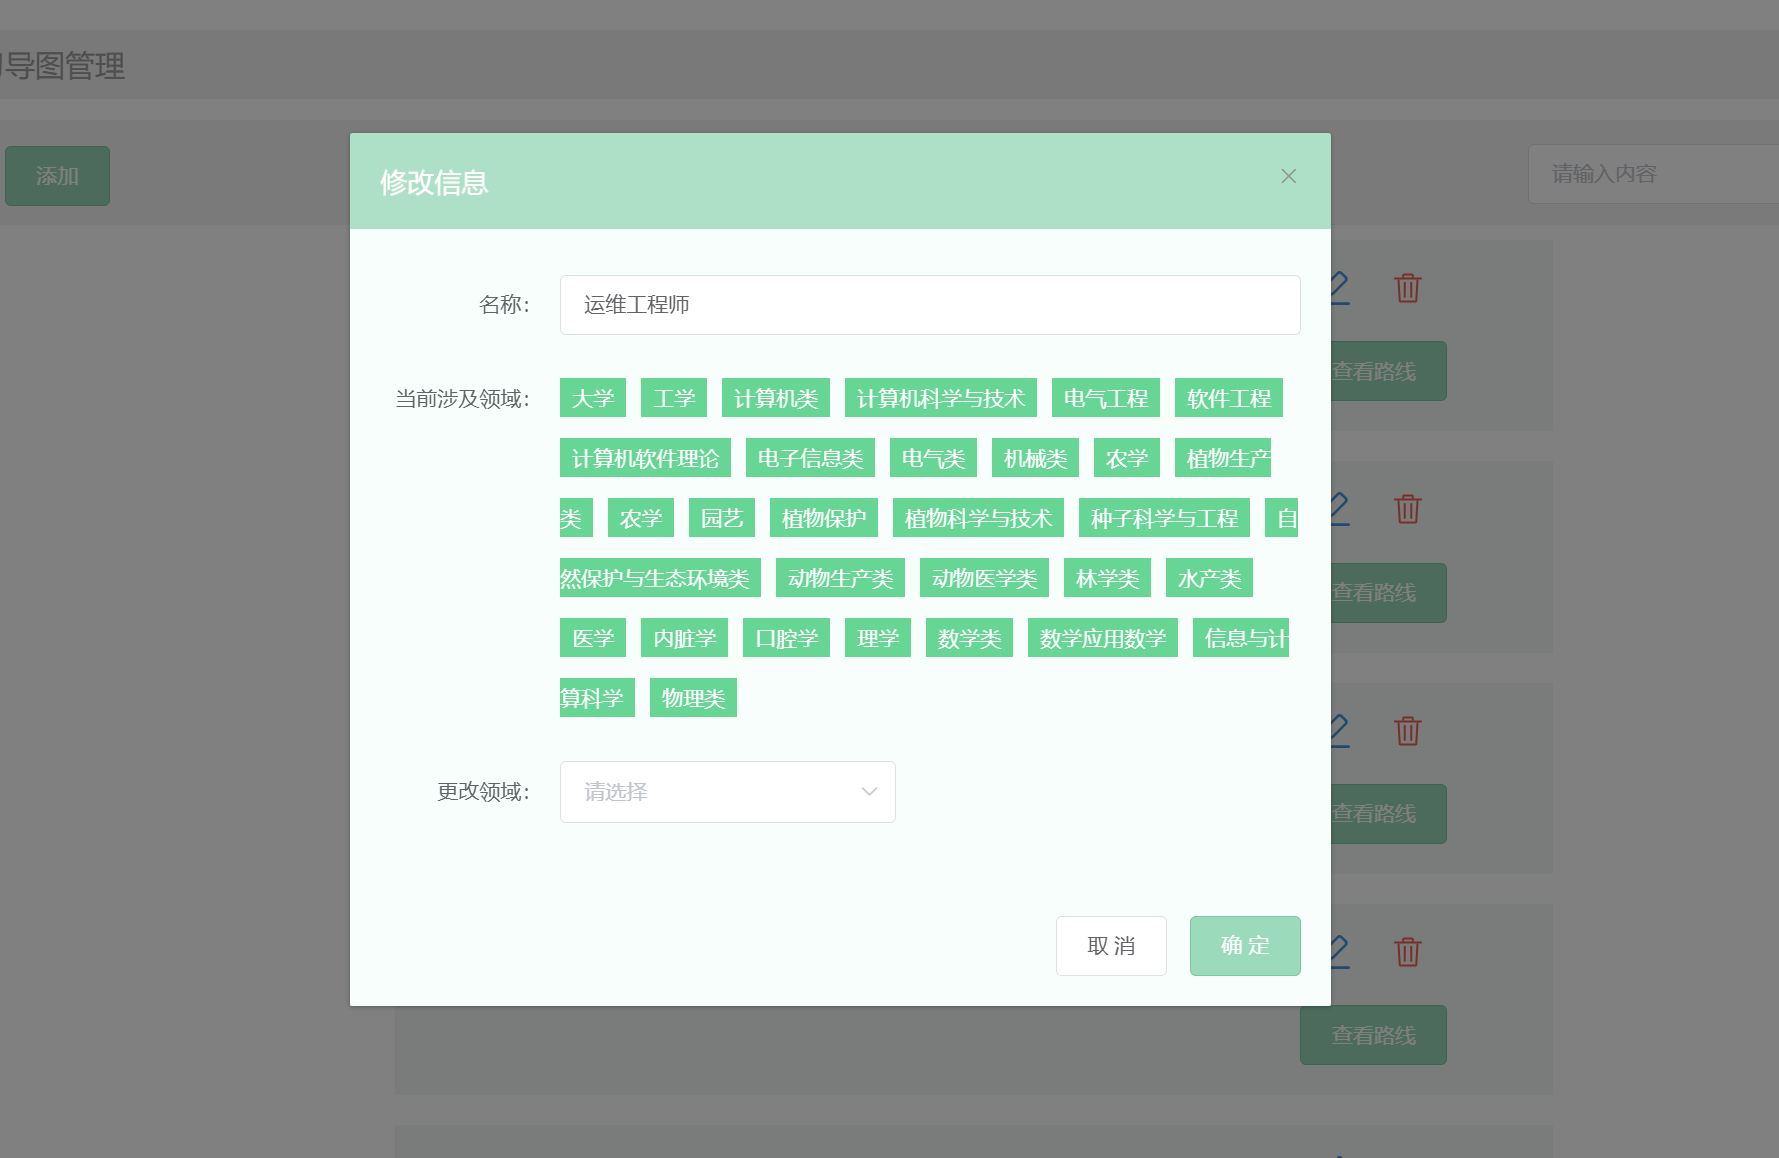 导图管理
添加
请输入内容
修改信息
名称：
运维工程师
当前涉及领域：
大学 工学 计算机类 计算机科学与技术 电气工程 软件工程
计算机软件理论 电子信息类 电气类 机械类 农学 植物生产
类 农学 园艺 植物保护 植物科学与技术 种子科学与工程 自
然保护与生态环境类 动物生产类 动物医学类 林学类 水产类
医学 内脏学 口腔学 理学 数学类 数学应用数学 信息与计
算科学 物理类
更改领域：
请选择
取 消
确 定
查看路线
查看路线
查看路线
查看路线